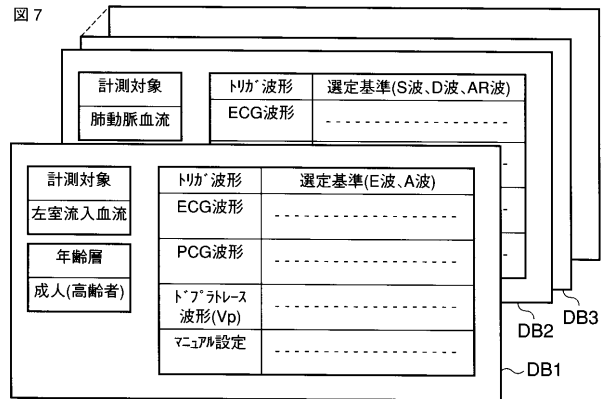 図7
計測対象
肺動脈血流
ﾄﾘｶﾞ波形 選定基準(S波、D波、AR波)
ECG波形
計測対象
左室流入血流
年齢層
成人(高齢者)
ﾄﾘｶﾞ波形 選定基準(E波、A波)
ECG波形
PCG波形
ﾄﾞﾌﾟﾗﾄﾚｰｽ
波形(Vp)
ﾏﾆｭｱﾙ設定
DB3
DB2
DB1